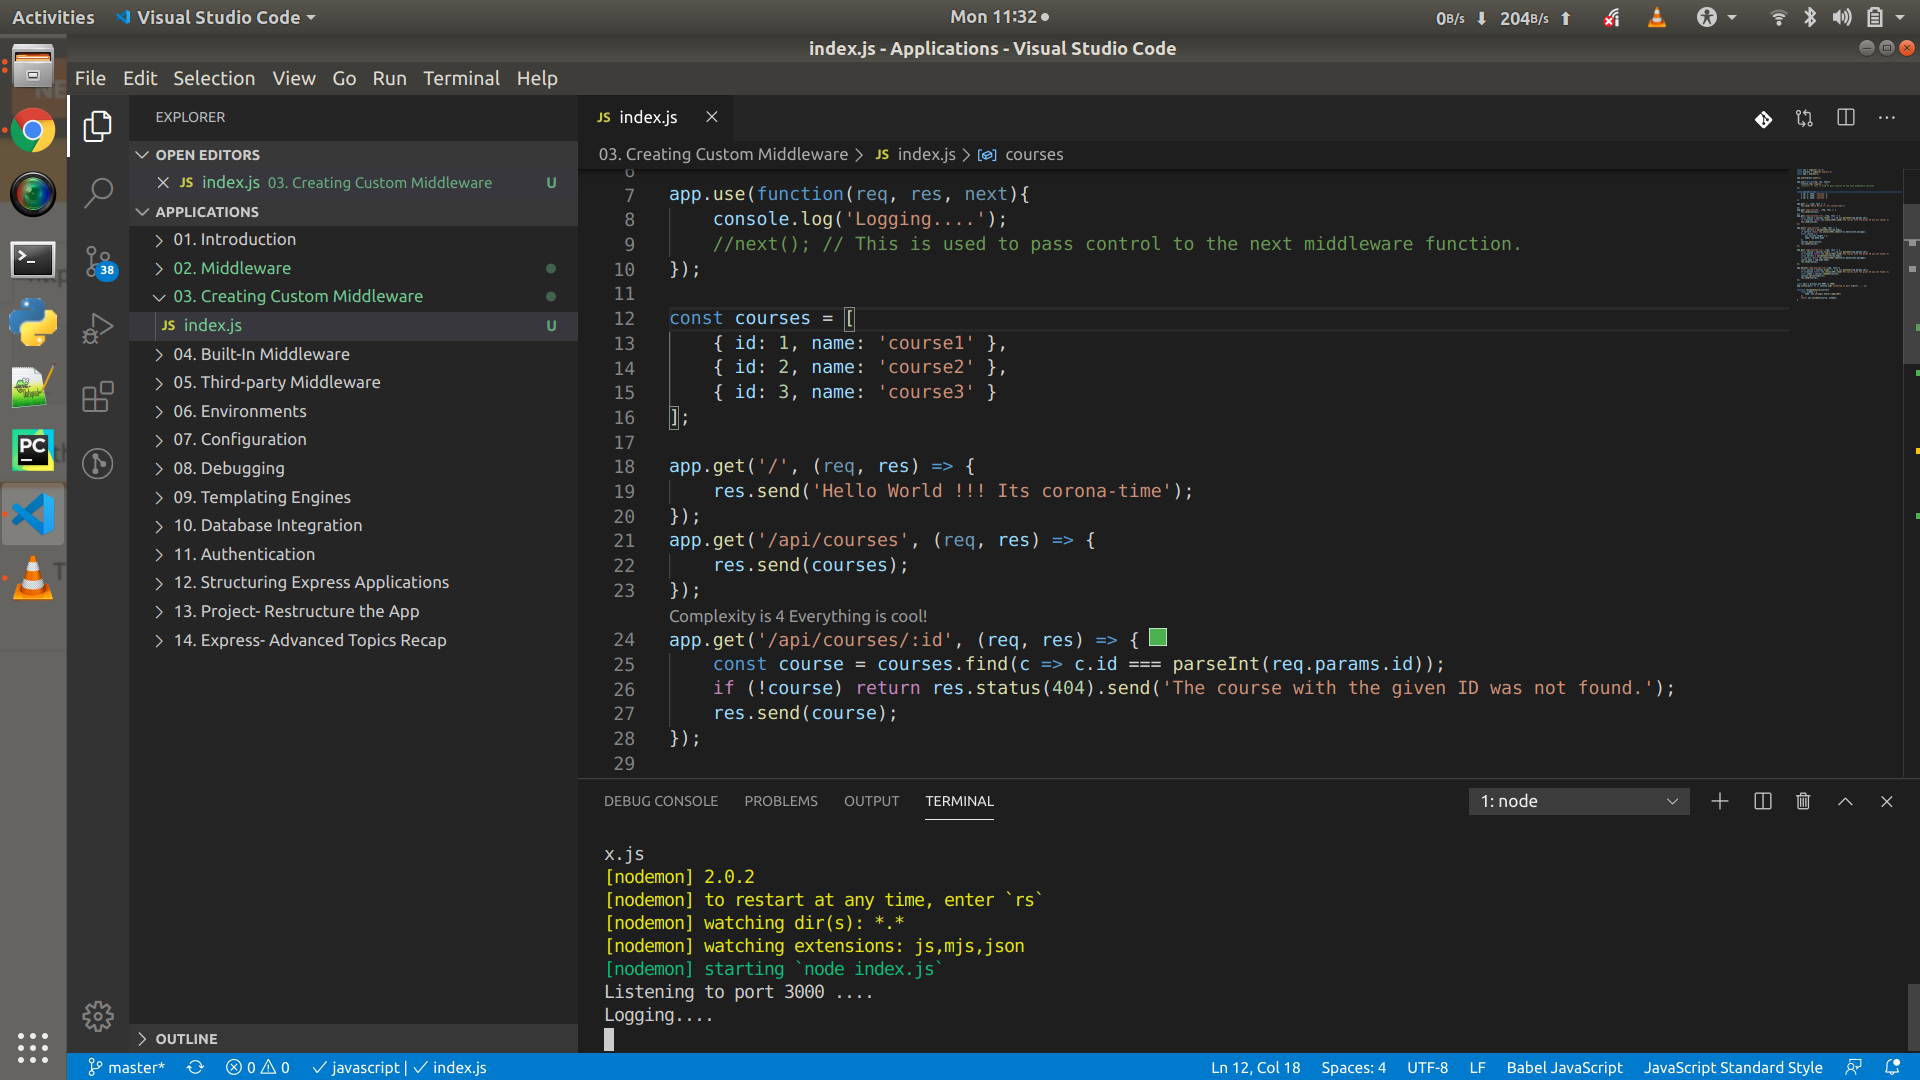 Activities
Visual Studio Code
Mon 11:32
0B/s
204B/s
index.js - Applications - Visual Studio Code
File Edit Selection View Go Run Terminal Help
EXPLORER
OPEN EDITORS
JS index.js 03. Creating Custom Middleware U
APPLICATIONS
01. Introduction
02. Middleware
03. Creating Custom Middleware
JS index.js U
04. Built-In Middleware
05. Third-party Middleware
06. Environments
07. Configuration
08. Debugging
09. Templating Engines
10. Database Integration
11. Authentication
12. Structuring Express Applications
13. Project- Restructure the App
14. Express- Advanced Topics Recap
OUTLINE
38
PC
JS index.js
03. Creating Custom Middleware > JS index.js > courses
6
7 app.use(function(req, res, next){
8 console.log('Logging....');
9 //next(); // This is used to pass control to the next middleware function.
10 });
11
12 const courses = [
13 { id: 1, name: 'course1' },
14 { id: 2, name: 'course2' },
15 { id: 3, name: 'course3' }
16 ];
17
18 app.get('/', (req, res) => {
19 res.send('Hello World !!! Its corona-time');
20 });
21 app.get('/api/courses', (req, res) => {
22 res.send(courses);
23 });
Complexity is 4 Everything is cool!
24 app.get('/api/courses/:id', (req, res) => {
25 const course = courses.find(c => c.id === parseInt(req.params.id));
26 if (!course) return res.status(404).send('The course with the given ID was not found.');
27 res.send(course);
28 });
29
DEBUG CONSOLE PROBLEMS OUTPUT TERMINAL
1: node
x.js
[nodemon] 2.0.2
[nodemon] to restart at any time, enter `rs`
[nodemon] watching dir(s): *.*
[nodemon] watching extensions: js,mjs,json
[nodemon] starting `node index.js`
Listening to port 3000 ....
Logging....
master* 0 0 javascript | index.js
Ln 12, Col 18 Spaces: 4 UTF-8 LF Babel JavaScript JavaScript Standard Style